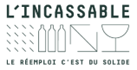 L'INCASSABLE
LE RÉEMPLOI C'EST DU SOLIDE